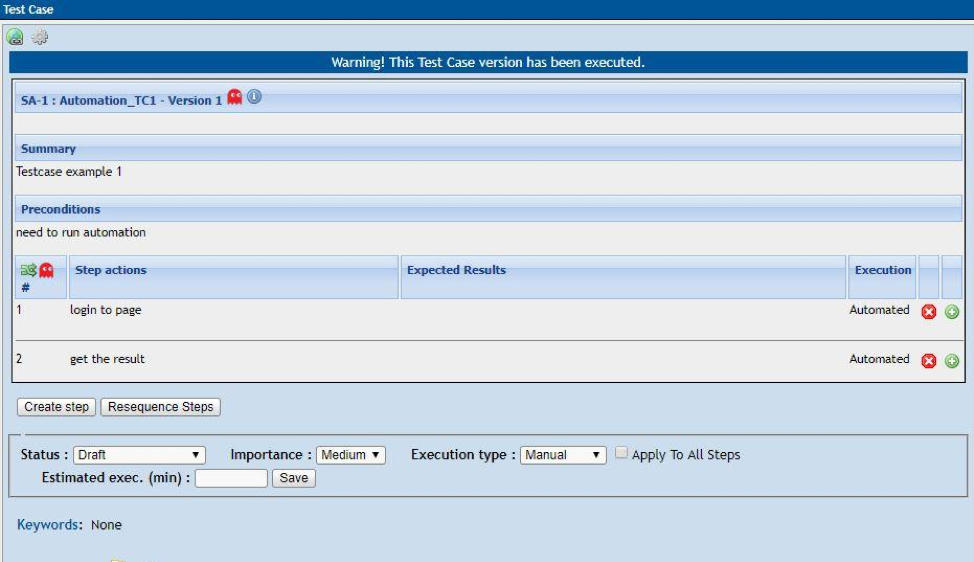 Test Case
Warning! This Test Case version has been executed.
SA-1 : Automation_TC1 - Version 1
Summary
Testcase example 1
Preconditions
need to run automation
# Step actions Expected Results Execution
1 login to page Automated
2 get the result Automated
Create step Resequence Steps
Status : Draft Importance : Medium Execution type : Manual Apply To All Steps
Estimated exec. (min) : Save
Keywords: None